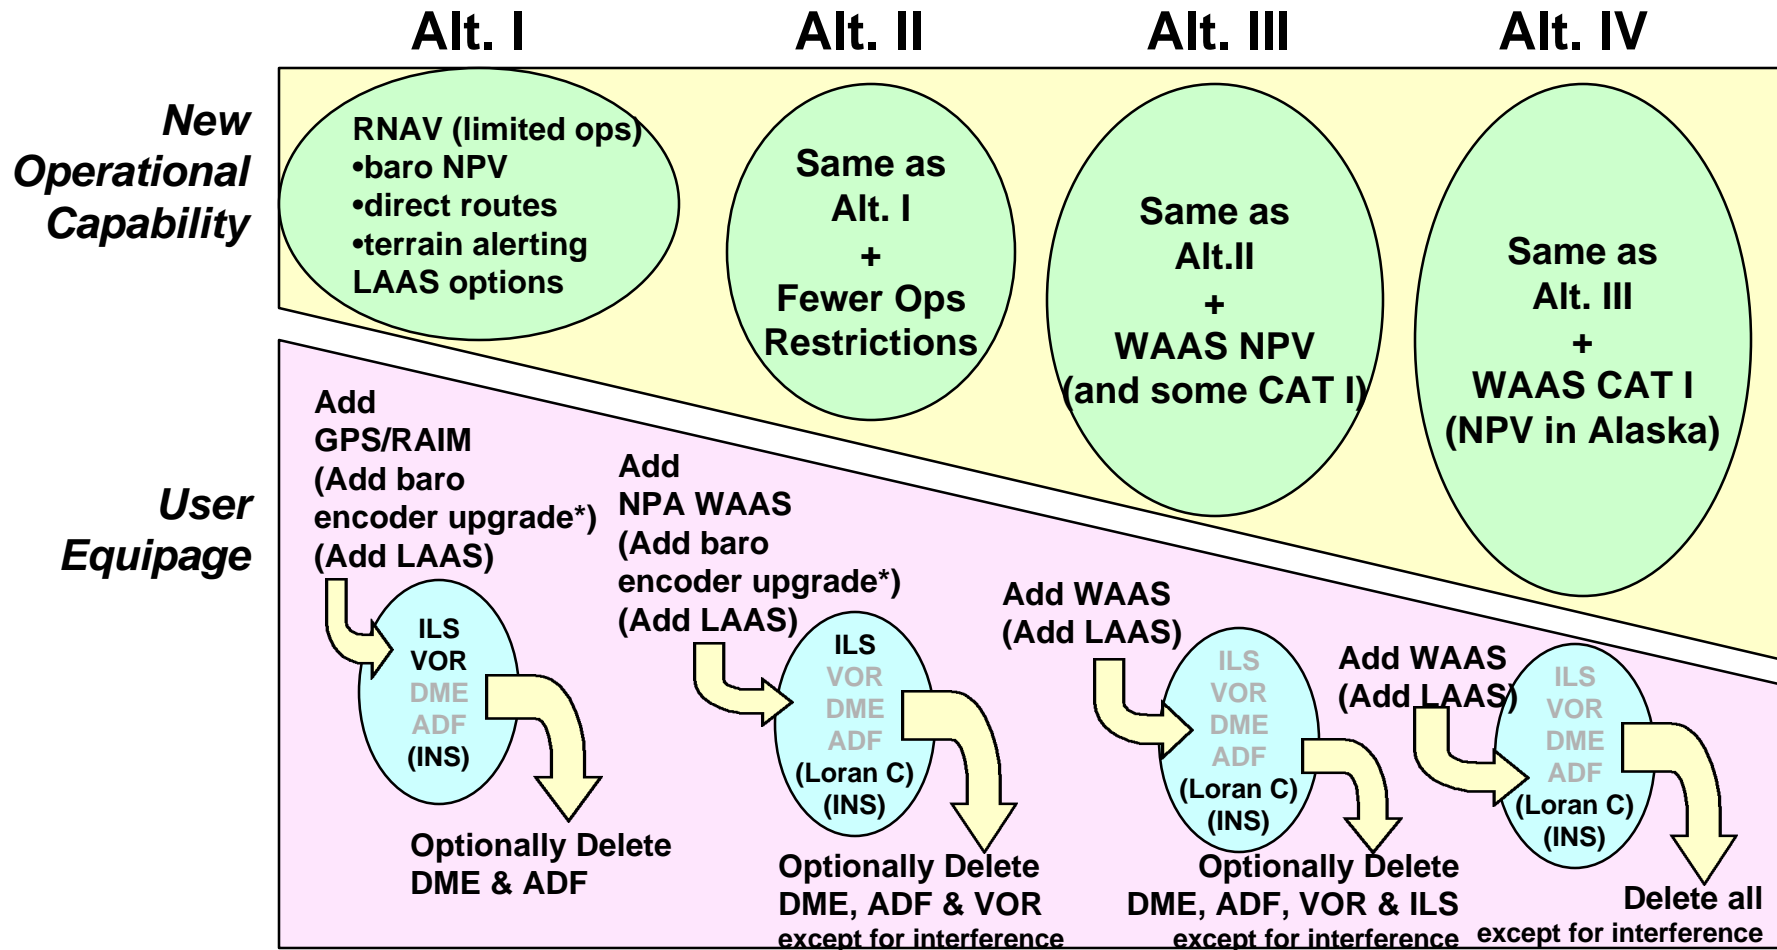 Alt. I
Alt. II
Alt. III
Alt. IV
New
Operational
Capability
RNAV (limited ops)
•baro NPV
•direct routes
•terrain alerting
LAAS options
Same as
Alt. I
+
Fewer Ops
Restrictions
Same as
Alt.II
+
WAAS NPV
(and some CAT I)
Same as
Alt. III
+
WAAS CAT I
(NPV in Alaska)
User
Equipage
Add
GPS/RAIM
(Add baro
encoder upgrade*)
(Add LAAS)
ILS
VOR
DME
ADF
(INS)
Optionally Delete
DME & ADF
Add
NPA WAAS
(Add baro
encoder upgrade*)
(Add LAAS)
ILS
VOR
DME
ADF
(Loran C)
(INS)
Optionally Delete
DME, ADF & VOR
except for interference
Add WAAS
(Add LAAS)
ILS
VOR
DME
ADF
(Loran C)
(INS)
Optionally Delete
DME, ADF, VOR & ILS
except for interference
Add WAAS
(Add LAAS)
ILS
VOR
DME
ADF
(Loran C)
(INS)
Delete all
except for interference